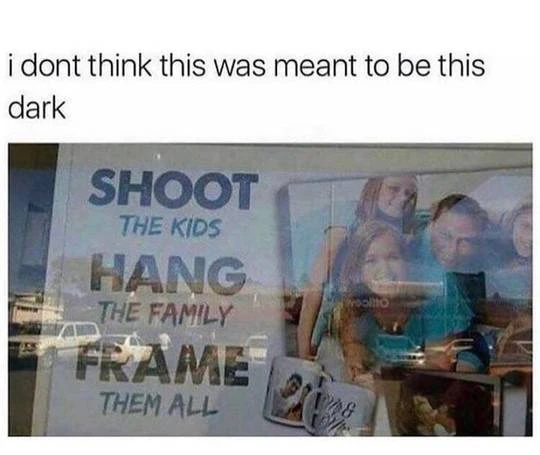 i dont think this was meant to be this
dark
SHOOT
THE KIDS
HANG
THE FAMILY
FRAME
THEM ALL